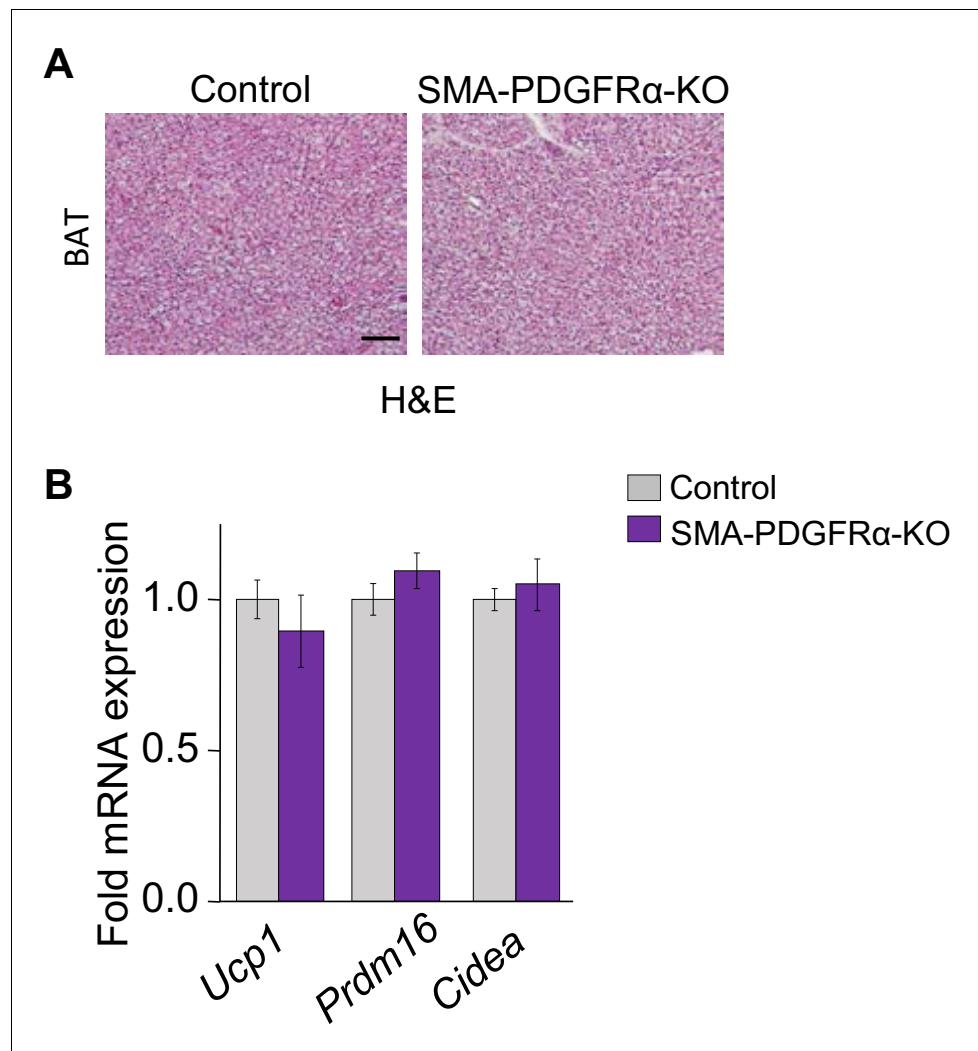 A
Control SMA-PDGFRα-KO
BAT
H&E
B
Control
SMA-PDGFRα-KO
Fold mRNA expression
1.0
0.5
0.0
Ucp1 Prdm16 Cidea